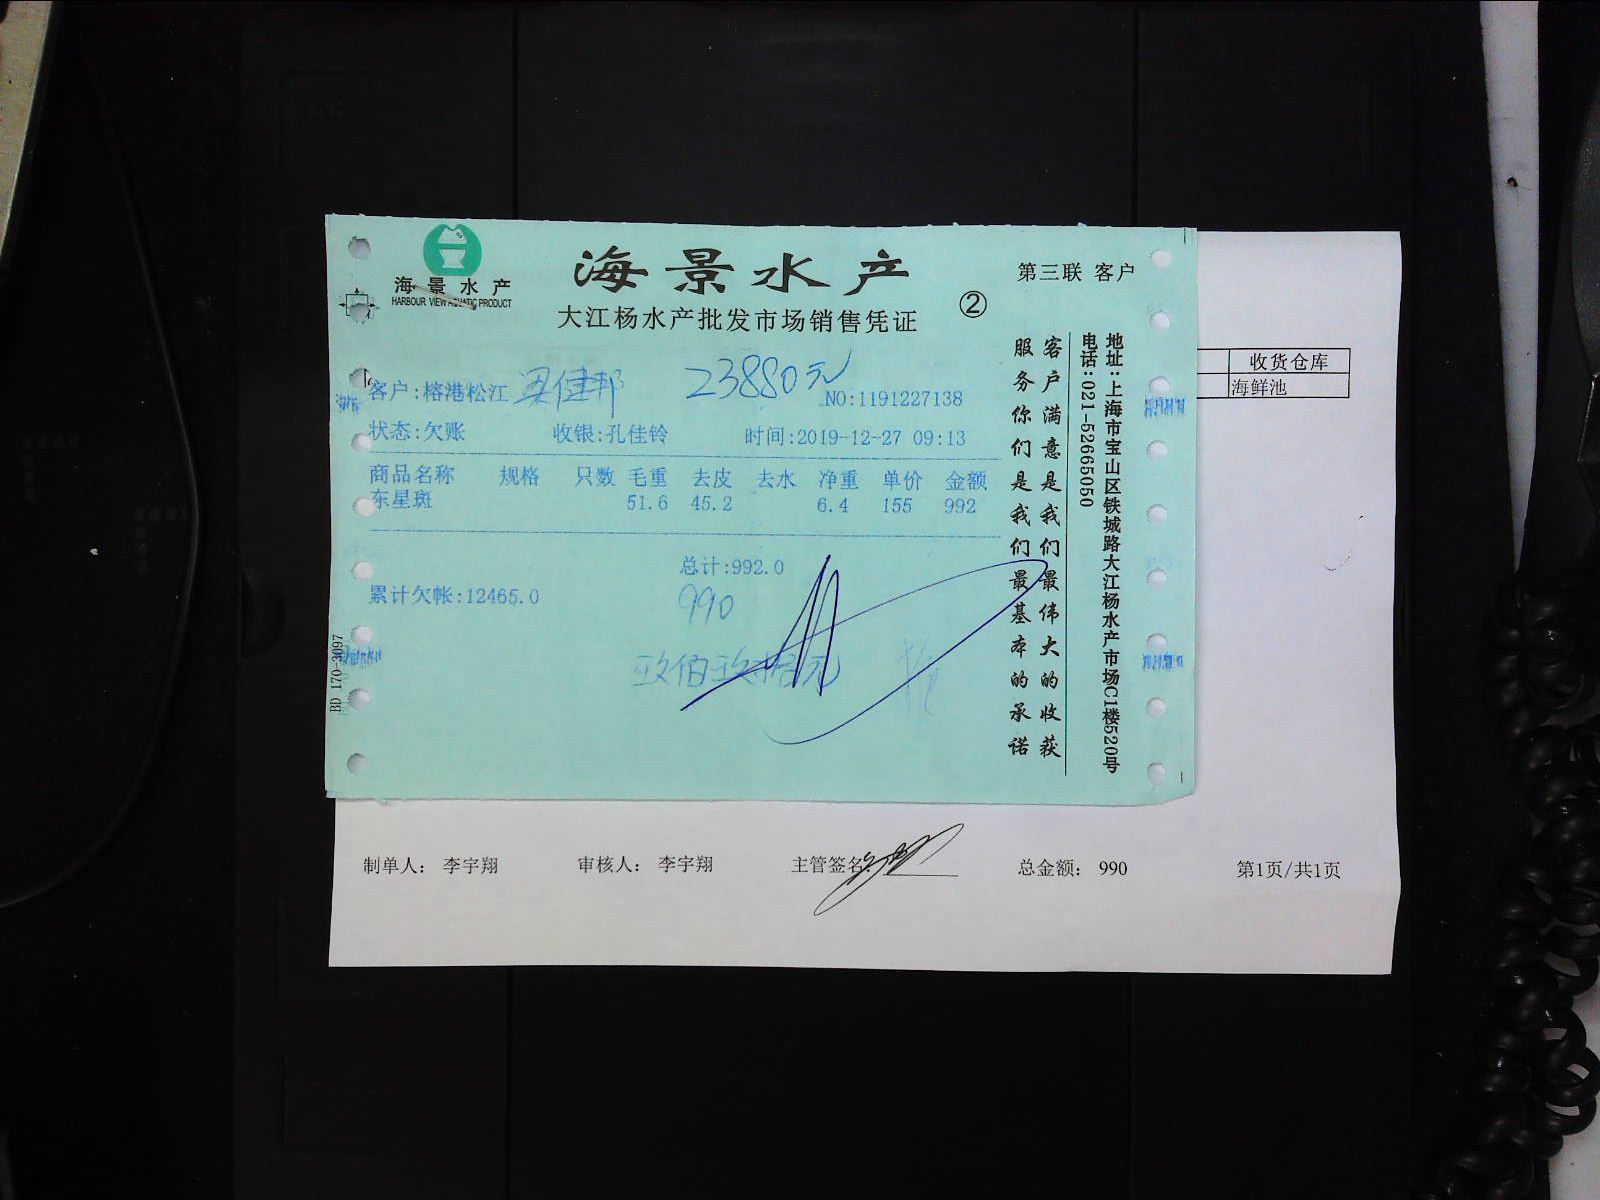 海景水产
HARBOUR VIEW AQUATIC PRODUCT
海景水产
大江杨水产批发市场销售凭证
②
第三联 客户
客户:榕港松江 梁健邦
23880元
NO:1191227138
状态:欠账 收银:孔佳铃 时间:2019-12-27 09:13
商品名称 规格 只数 毛重 去皮 去水 净重 单价 金额
东星斑 51.6 45.2 6.4 155 992
总计:992.0
累计欠帐:12465.0
990
玖佰玖拾元
客户满意是我们最伟大的收获
服务你们是我们最基本的承诺
地址:上海市宝山区铁城路大江杨水产市场C1楼520号
电话:021-52665050
BD 170-3097
收货仓库
海鲜池
制单人: 李宇翔 审核人: 李宇翔 主管签名: 总金额: 990 第1页/共1页